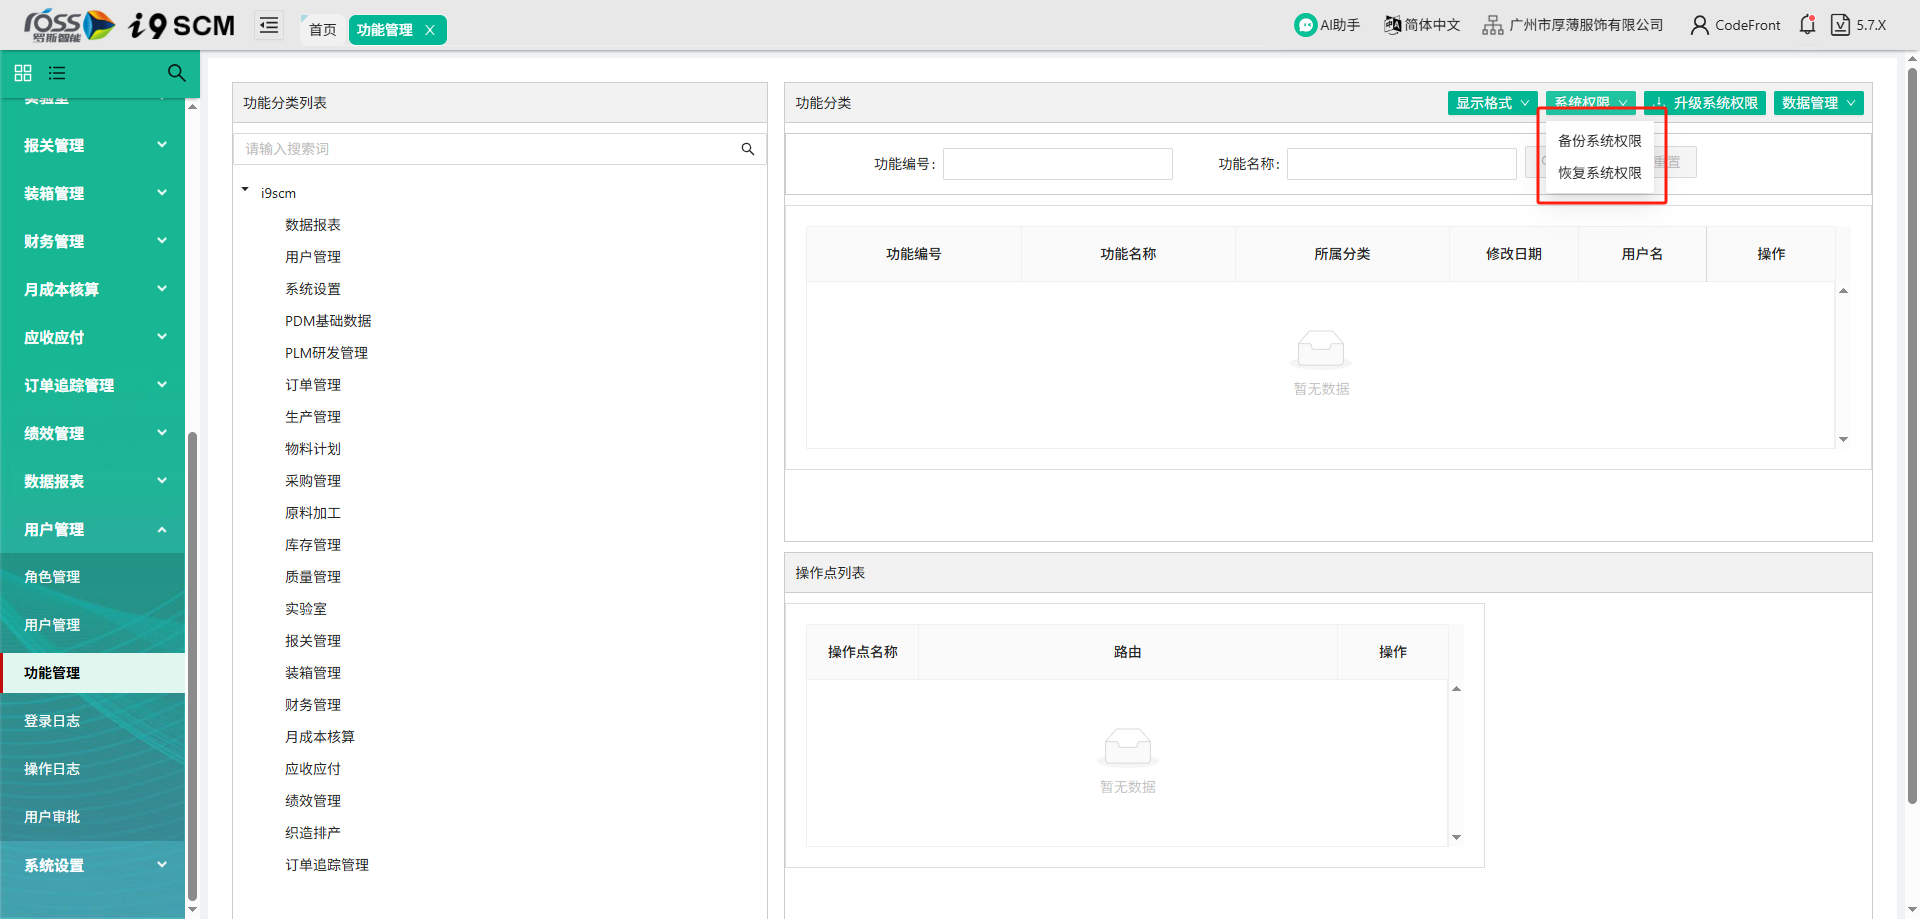 rōss
罗斯智能
i9 SCM
首页
功能管理
AI助手
简体中文
广州市厚薄服饰有限公司
CodeFront
5.7.X
实验室
报关管理
装箱管理
财务管理
月成本核算
应收应付
订单追踪管理
绩效管理
数据报表
用户管理
角色管理
用户管理
功能管理
登录日志
操作日志
用户审批
系统设置
功能分类列表
请输入搜索词
i9scm
数据报表
用户管理
系统设置
PDM基础数据
PLM研发管理
订单管理
生产管理
物料计划
采购管理
原料加工
库存管理
质量管理
实验室
报关管理
装箱管理
财务管理
月成本核算
应收应付
绩效管理
织造排产
订单追踪管理
功能分类
显示格式
系统权限
升级系统权限
数据管理
备份系统权限
恢复系统权限
功能编号:
功能名称:
重置
功能编号 功能名称 所属分类 修改日期 用户名 操作
暂无数据
操作点列表
操作点名称 路由 操作
暂无数据